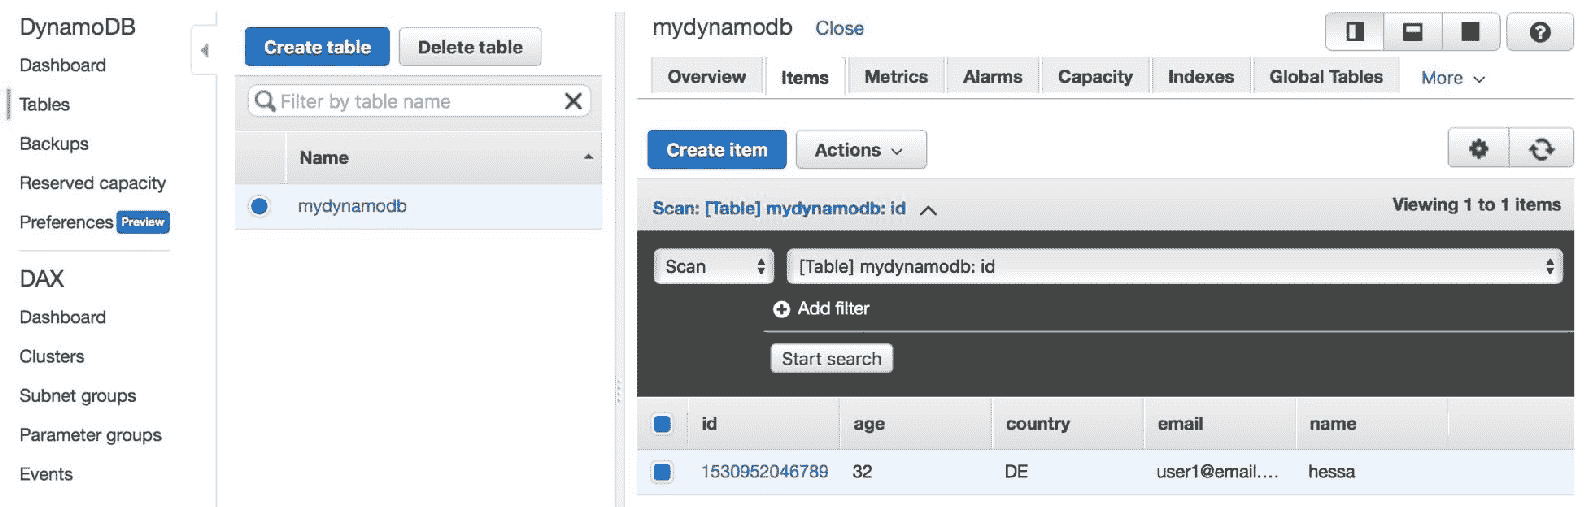 DynamoDB
Dashboard
Tables
Backups
Reserved capacity
Preferences Preview
DAX
Dashboard
Clusters
Subnet groups
Parameter groups
Events
Create table Delete table
Filter by table name
Name
mydynamodb
mydynamodb Close
Overview Items Metrics Alarms Capacity Indexes Global Tables More
Create item Actions
Scan: [Table] mydynamodb: id Viewing 1 to 1 items
Scan [Table] mydynamodb: id
Add filter
Start search
id age country email name
1530952046789 32 DE user1@email.... hessa